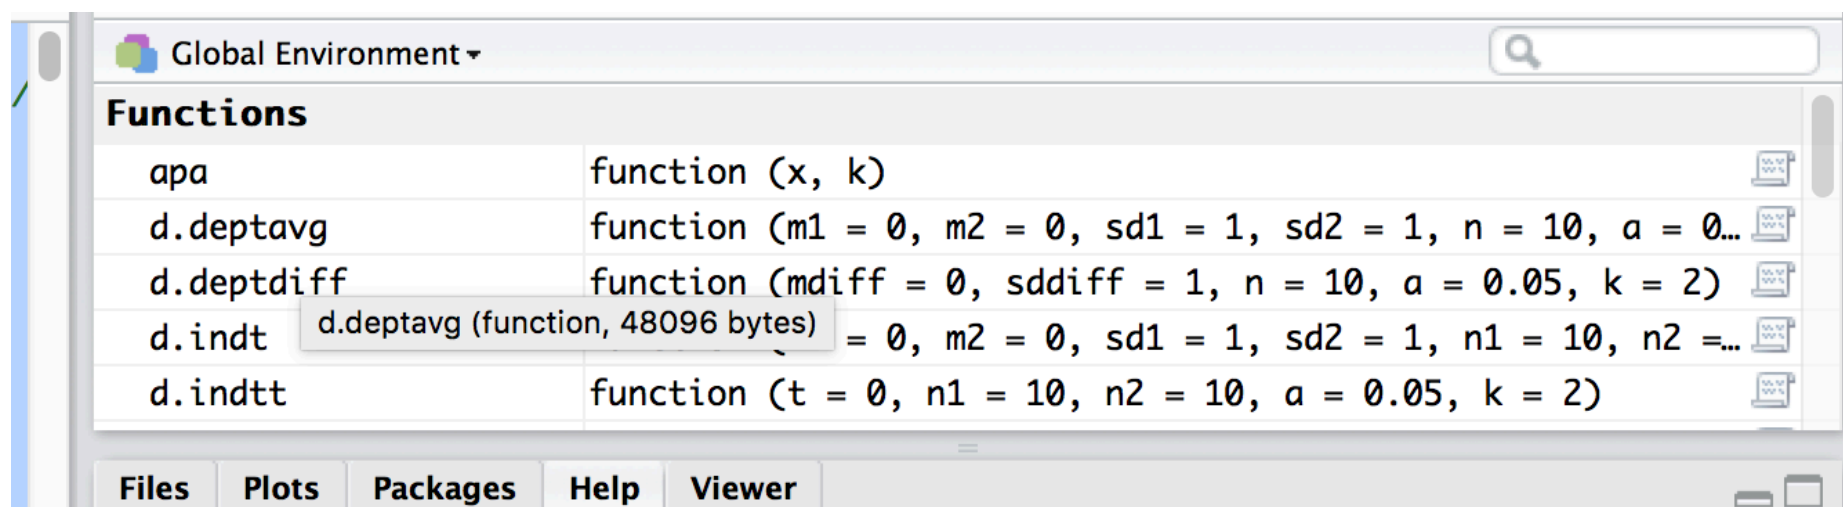 Global Environment
Functions
apa function (x, k)
d.deptavg function (m1 = 0, m2 = 0, sd1 = 1, sd2 = 1, n = 10, a = 0…
d.deptdiff function (mdiff = 0, sddiff = 1, n = 10, a = 0.05, k = 2)
d.deptavg (function, 48096 bytes)
d.indt = 0, m2 = 0, sd1 = 1, sd2 = 1, n1 = 10, n2 =…
d.indtt function (t = 0, n1 = 10, n2 = 10, a = 0.05, k = 2)
Files Plots Packages Help Viewer